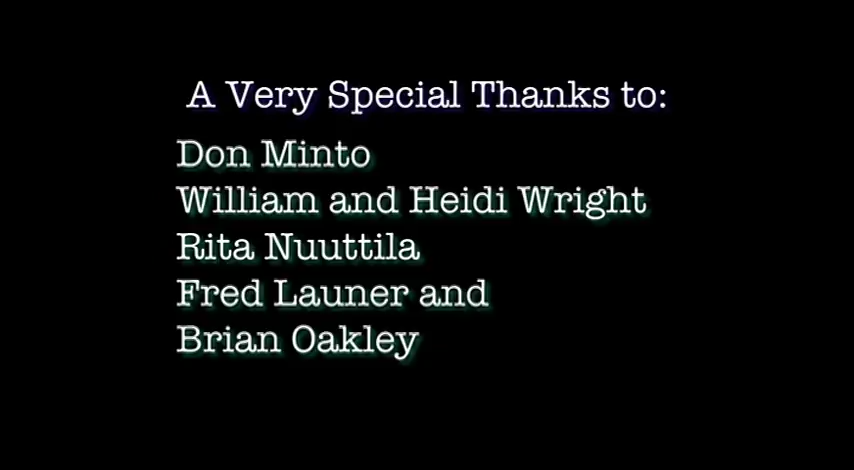 A Very Special Thanks to:
Don Minto
William and Heidi Wright
Rita Nuuttila
Fred Launer and
Brian Oakley